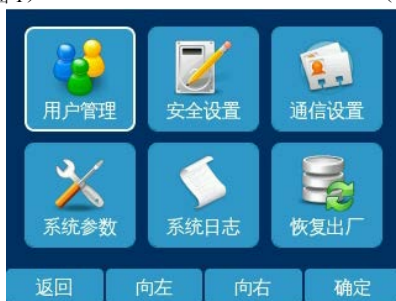 用户管理 安全设置 通信设置
系统参数 系统日志 恢复出厂
返回 向左 向右 确定